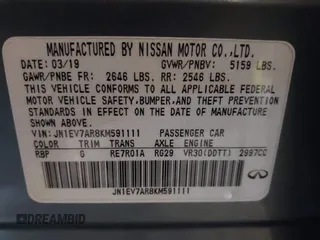 MANUFACTURED BY NISSAN MOTOR CO.,LTD.
DATE: 03/19 GVWR/PNBV: 5159 LBS.
GAWR/PNBE FR: 2646 LBS. RR: 2546 LBS.
THIS VEHICLE CONFORMS TO ALL APPLICABLE
FEDERAL MOTOR VEHICLE SAFETY, BUMPER, AND THEFT
PREVENTION STANDARDS IN EFFECT ON THE DATE OF
MANUFACTURE SHOWN ABOVE.
VIN: JN1EV7AR8KM591111 PASSENGER CAR
COLOR TRIM TRANS AXLE ENGINE
RBP G RE7R01A RG29 VR30(DDTT) 2997CC
JN1EV7AR8KM591111
DREAMBID